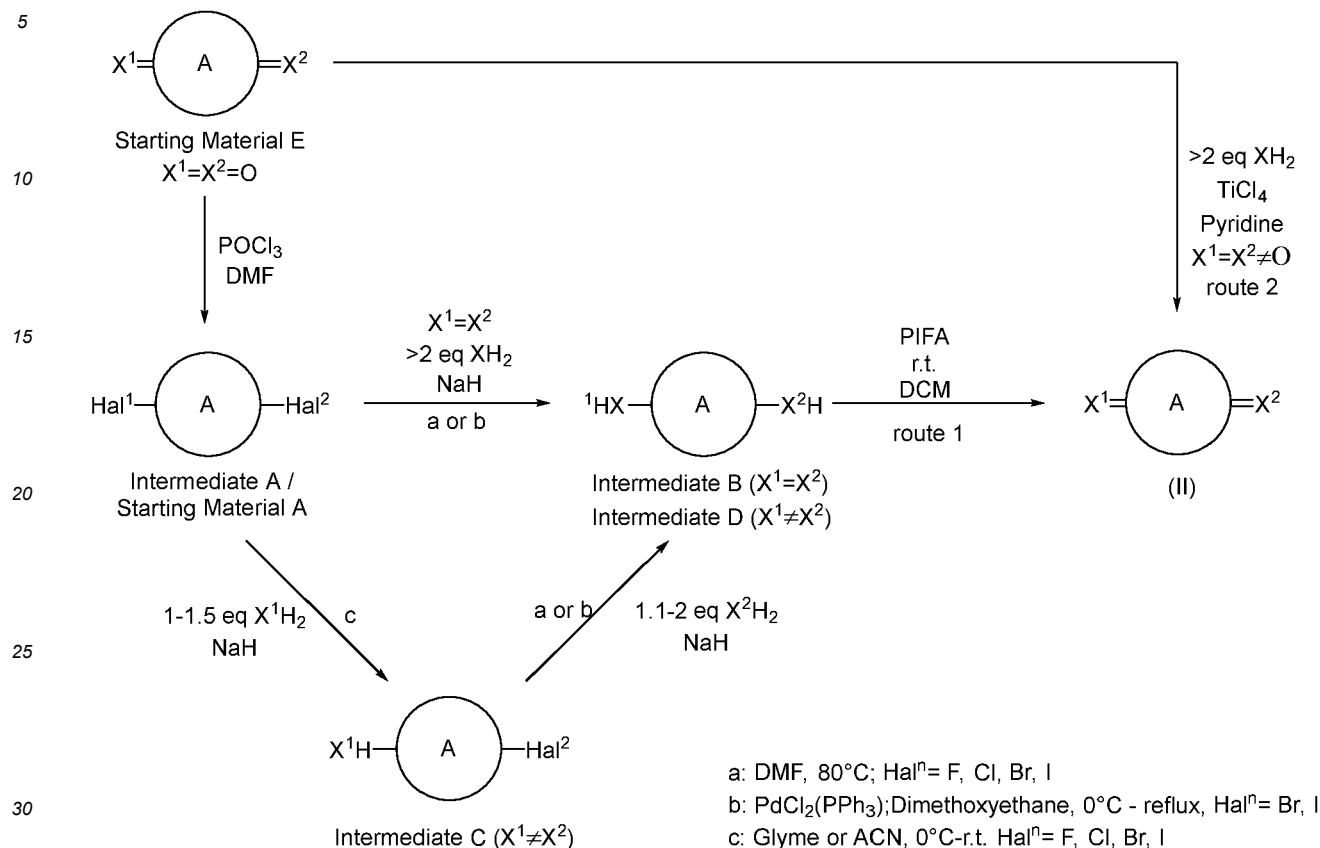 5
X¹= A =X²
Starting Material E
X¹=X²=O
10
>2 eq XH₂
TiCl₄
Pyridine
X¹=X²≠O
route 2
POCl₃
DMF
15
X¹=X²
>2 eq XH₂
NaH
a or b
PIFA
r.t.
DCM
route 1
Hal¹ A Hal²
¹HX A X²H
X¹= A =X²
Intermediate A /
Starting Material A
Intermediate B (X¹=X²)
Intermediate D (X¹≠X²)
(II)
20
1-1.5 eq X¹H₂
NaH
c
a or b
1.1-2 eq X²H₂
NaH
25
X¹H A Hal²
Intermediate C (X¹≠X²)
a: DMF, 80°C; Halⁿ= F, Cl, Br, I
b: PdCl₂(PPh₃);Dimethoxyethane, 0°C - reflux, Halⁿ= Br, I
c: Glyme or ACN, 0°C-r.t. Halⁿ= F, Cl, Br, I
30